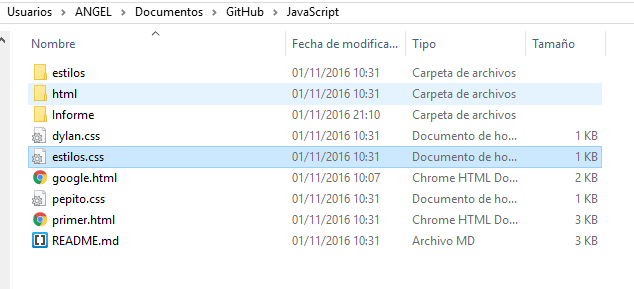 Usuarios > ANGEL > Documentos > GitHub > JavaScript
Nombre Fecha de modifica... Tipo Tamaño
estilos 01/11/2016 10:31 Carpeta de archivos
html 01/11/2016 10:31 Carpeta de archivos
Informe 01/11/2016 21:10 Carpeta de archivos
dylan.css 01/11/2016 10:31 Documento de ho... 1 KB
estilos.css 01/11/2016 10:31 Documento de ho... 1 KB
google.html 01/11/2016 10:07 Chrome HTML Do... 2 KB
pepito.css 01/11/2016 10:31 Documento de ho... 1 KB
primer.html 01/11/2016 10:31 Chrome HTML Do... 3 KB
README.md 01/11/2016 10:31 Archivo MD 3 KB